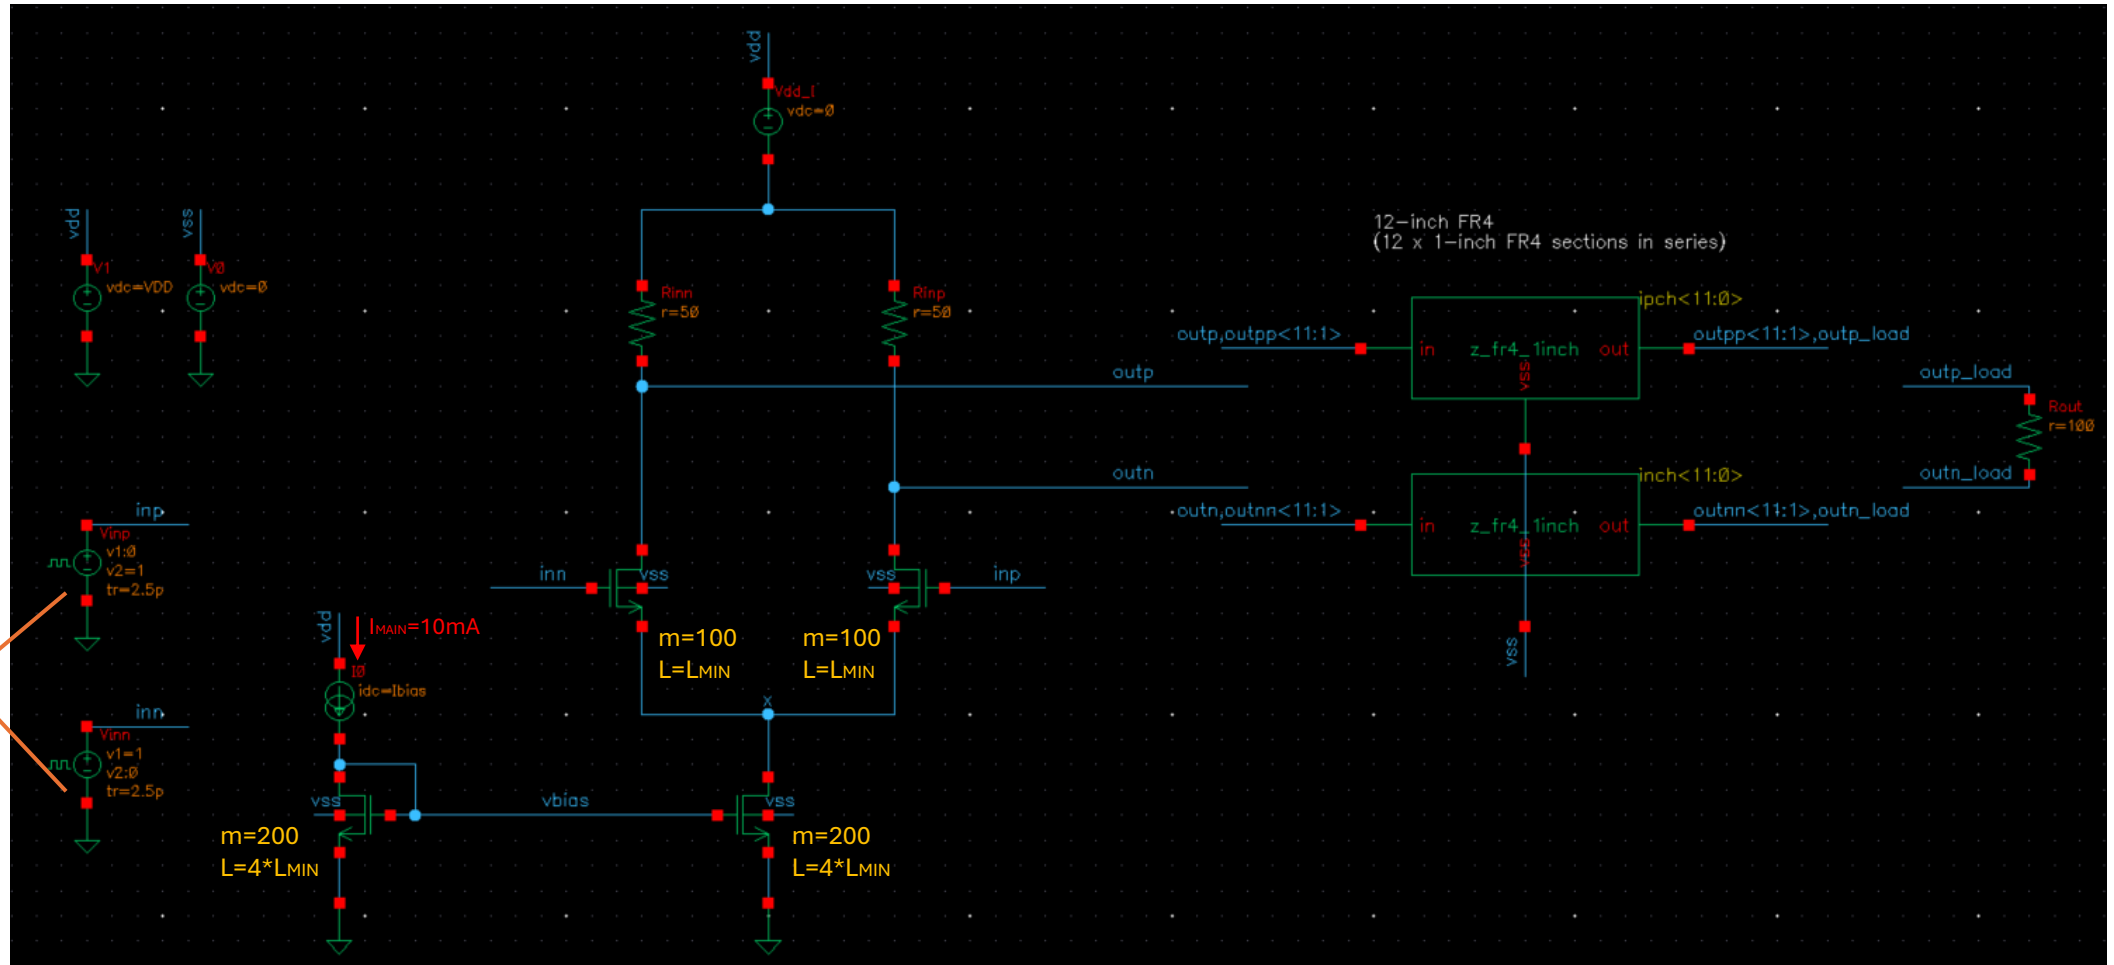 vdd
Vdd_I
vdc=0
vdd
vss
V1
vdc=VDD
V0
vdc=0
Rinn
r=50
Rinp
r=50
12-inch FR4
(12 x 1-inch FR4 sections in series)
ipch<11:0>
outp,outpp<11:1>
in
z_fr4_1inch
out
vss
outpp<11:1>,outp_load
outp
outp_load
Rout
r=100
outn
outn_load
inch<11:0>
outn,outnn<11:1>
in
z_fr4_1inch
out
vss
outnn<11:1>,outn_load
vss
inp
Vinp
v1:0
v2=1
tr=2.5p
inn
vss
vss
inp
m=100
L=LMIN
m=100
L=LMIN
vdd
IMAIN=10mA
I0
idc=Ibias
x
inn
Vinn
v1=1
v2:0
tr=2.5p
vss
vbias
vss
m=200
L=4*LMIN
m=200
L=4*LMIN